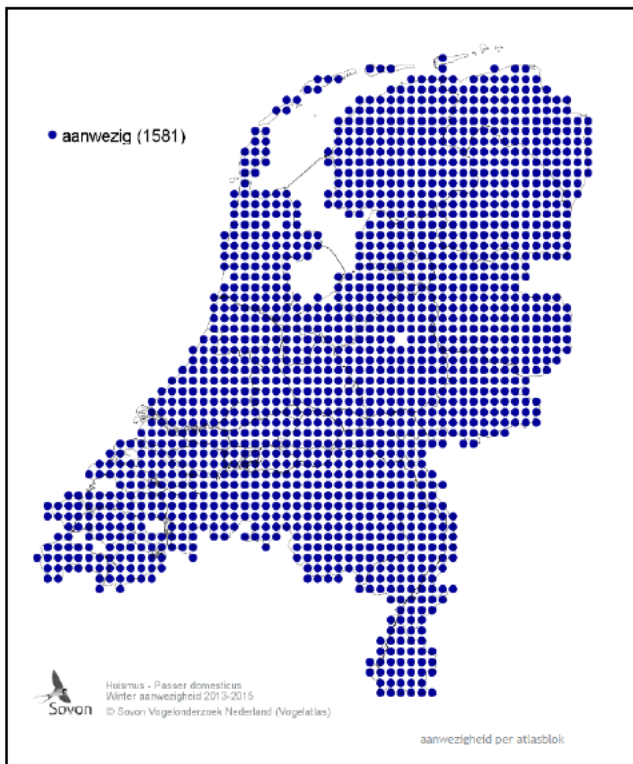 aanwezig (1581)
Huismus - Passer domesticus
Winter aanwezigheid 2013-2015
© Sovon Vogelonderzoek Nederland (Vogelatlas)
Sovon
aanwezigheid per atlasblok